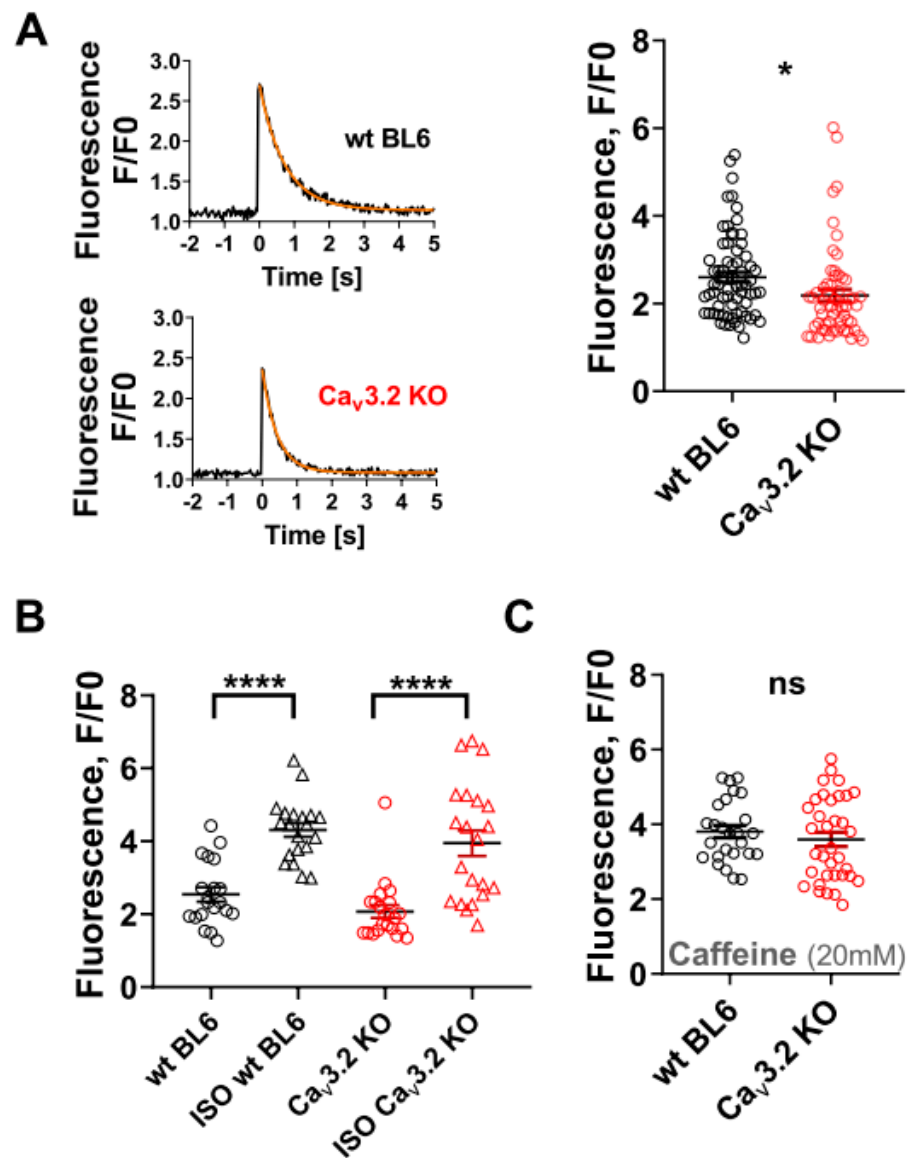 A
Fluorescence
F/F0
3.0
2.5
2.0
1.5
1.0
wt BL6
-2 -1 0 1 2 3 4 5
Time [s]
Fluorescence
F/F0
3.0
2.5
2.0
1.5
1.0
Caᵥ3.2 KO
-2 -1 0 1 2 3 4 5
Time [s]
Fluorescence, F/F0
8
6
4
2
0
*
wt BL6
Caᵥ3.2 KO
B
Fluorescence, F/F0
8
6
4
2
0
**** ****
wt BL6
ISO wt BL6
Caᵥ3.2 KO
ISO Caᵥ3.2 KO
C
Fluorescence, F/F0
8
6
4
2
0
ns
Caffeine (20mM)
wt BL6
Caᵥ3.2 KO